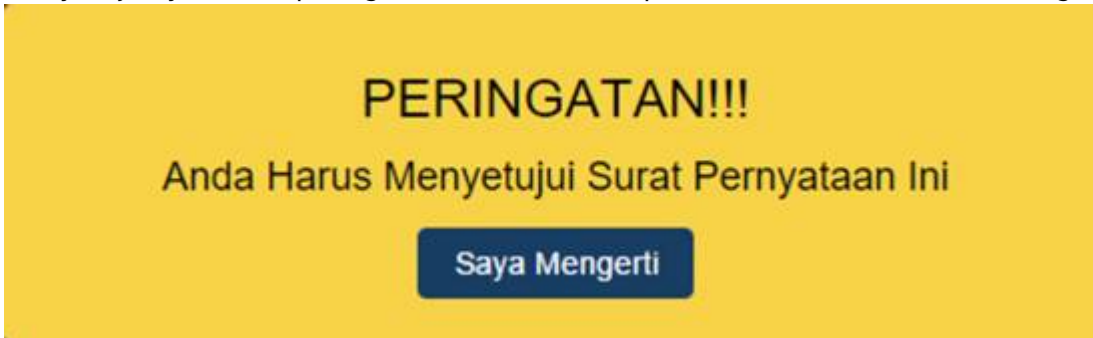 PERINGATAN!!!
Anda Harus Menyetujui Surat Pernyataan Ini
Saya Mengerti